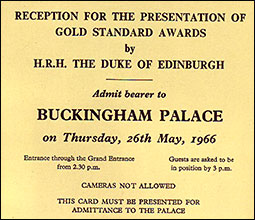 RECEPTION FOR THE PRESENTATION OF
GOLD STANDARD AWARDS
by
H.R.H. THE DUKE OF EDINBURGH
Admit bearer to
BUCKINGHAM PALACE
on Thursday, 26th May, 1966
Entrance through the Grand Entrance
from 2.30 p.m.
Guests are asked to be
in position by 3 p.m.
CAMERAS NOT ALLOWED
THIS CARD MUST BE PRESENTED FOR
ADMITTANCE TO THE PALACE